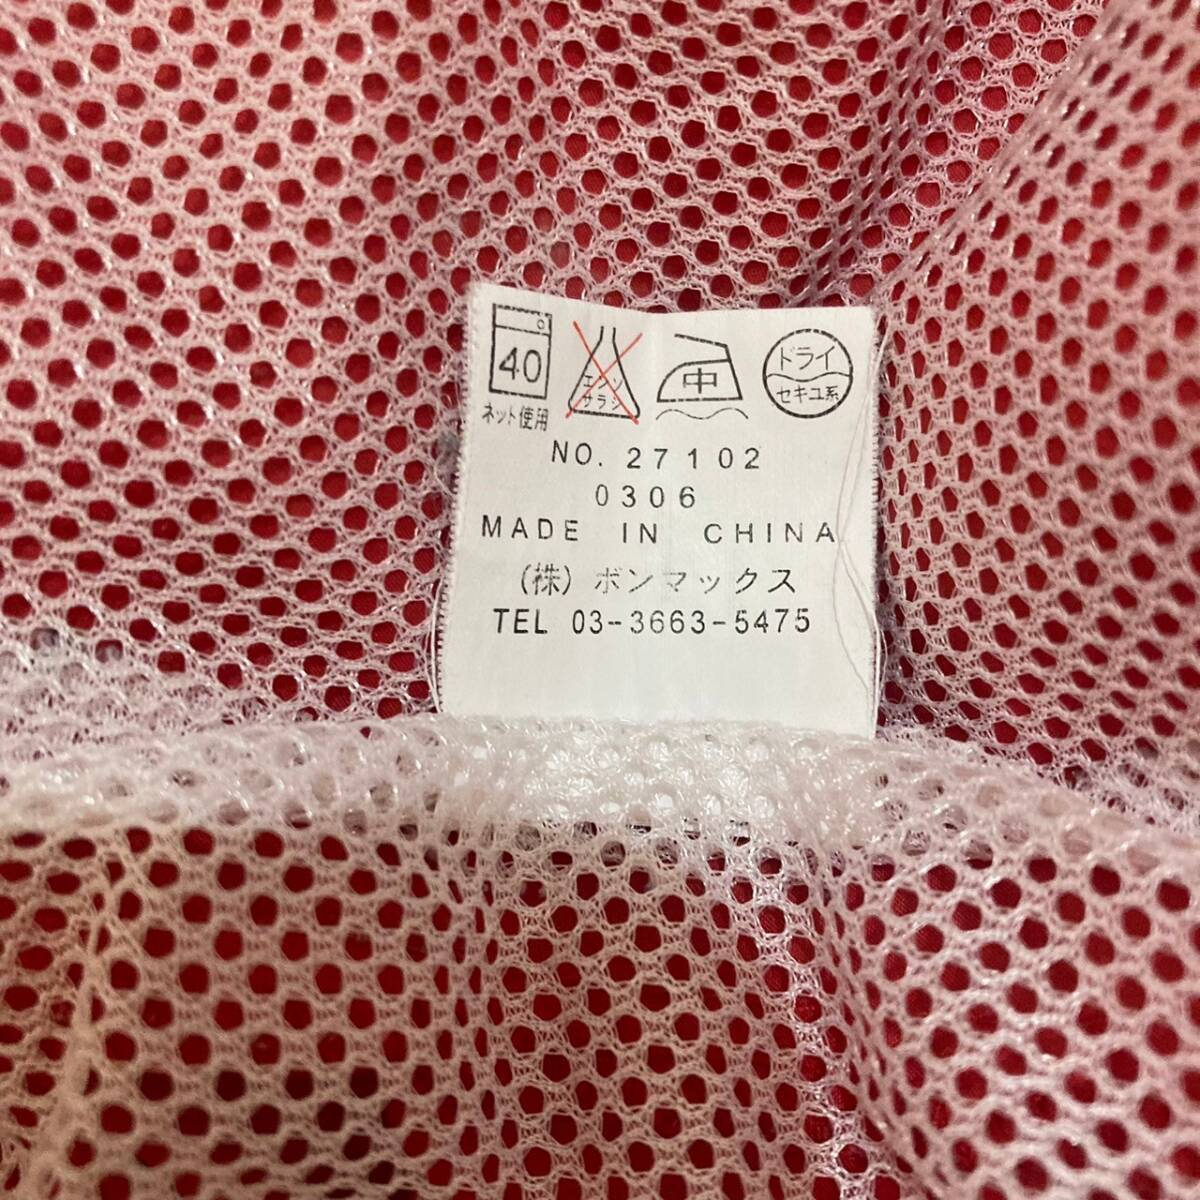 40 エンソサラシ 中 ドライ セキユ系
ネット使用
NO. 27102
0306
MADE IN CHINA
(株) ボンマックス
TEL 03-3663-5475